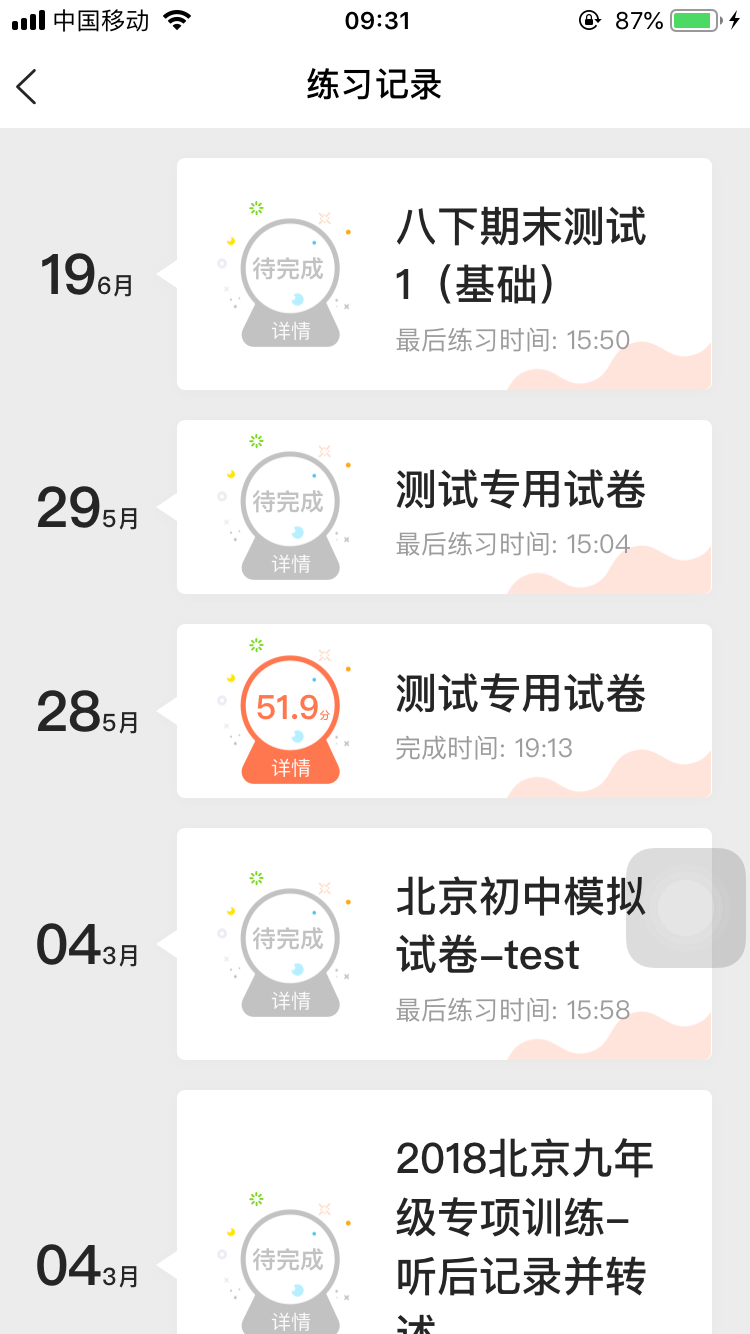 中国移动 09:31 87%
练习记录
八下期末测试
1（基础）
待完成
19 6月
详情
最后练习时间: 15:50
测试专用试卷
待完成
29 5月
最后练习时间: 15:04
详情
测试专用试卷
51.9分
28 5月
完成时间: 19:13
详情
北京初中模拟
待完成
04 3月
试卷-test
详情
最后练习时间: 15:58
2018北京九年
级专项训练-
待完成
04 3月
听后记录并转
详情
述